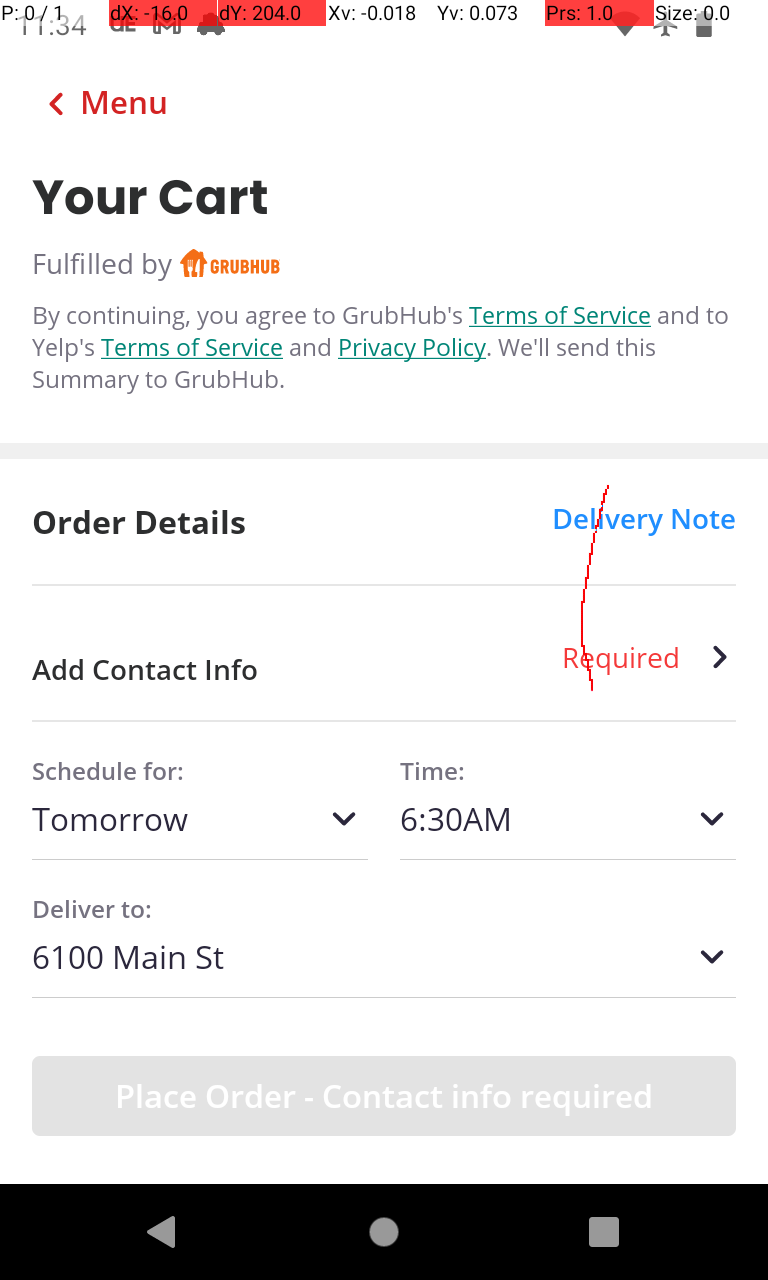 P: 0 / 1 dX: -16.0 dY: 204.0 Xv: -0.018 Yv: 0.073 Prs: 1.0 Size: 0.0
11:34
Menu
Your Cart
Fulfilled by GRUBHUB
By continuing, you agree to GrubHub's Terms of Service and to
Yelp's Terms of Service and Privacy Policy. We'll send this
Summary to GrubHub.
Order Details Delivery Note
Add Contact Info Required
Schedule for: Time:
Tomorrow 6:30AM
Deliver to:
6100 Main St
Place Order - Contact info required